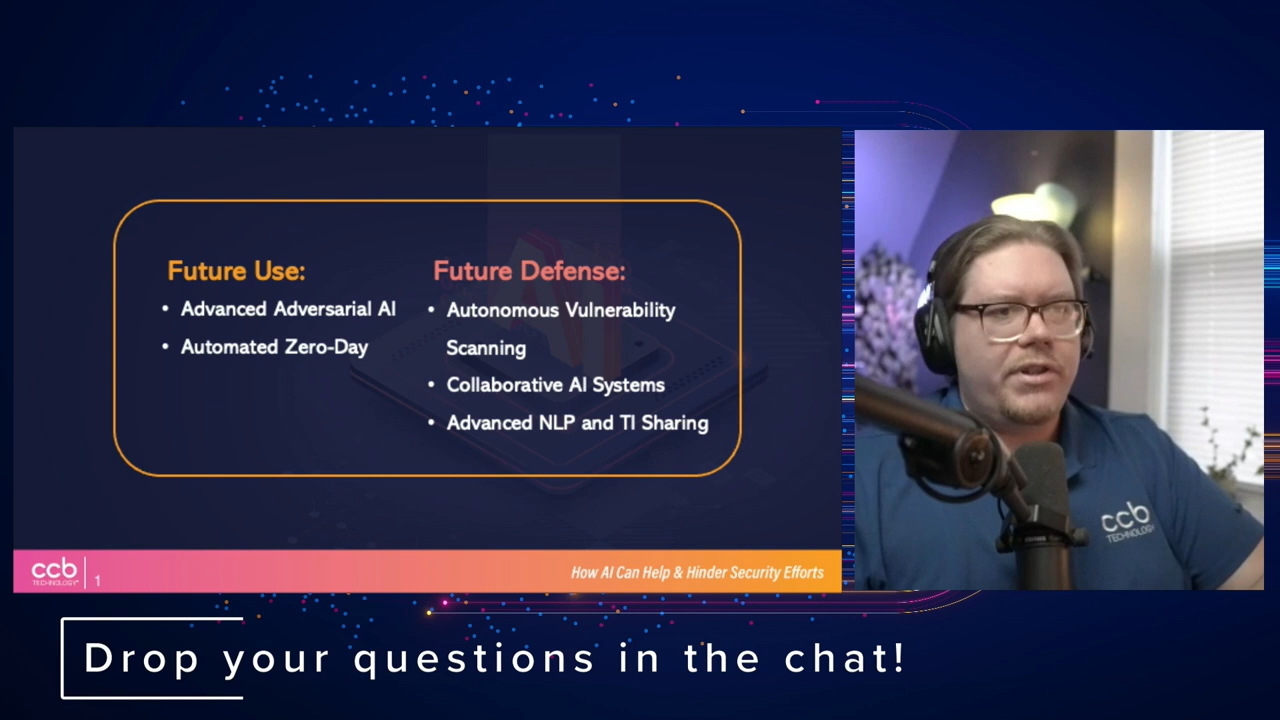 Future Use:
• Advanced Adversarial AI
• Automated Zero-Day
Future Defense:
• Autonomous Vulnerability
Scanning
• Collaborative AI Systems
• Advanced NLP and TI Sharing
ccb
TECHNOLOGY
1
How AI Can Help & Hinder Security Efforts
ccb
TECHNOLOGY
Drop your questions in the chat!